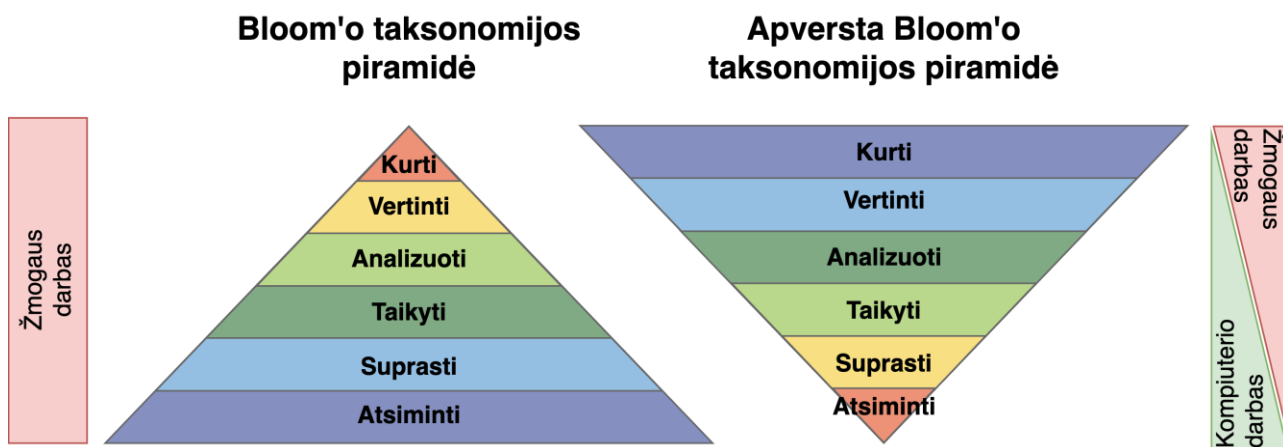 Bloom'o taksonomijos
piramidė
Apversta Bloom'o
taksonomijos piramidė
Žmogaus
darbas
Kurti
Vertinti
Analizuoti
Taikyti
Suprasti
Atsiminti
Kurti
Vertinti
Analizuoti
Taikyti
Suprasti
Atsiminti
Žmogaus
darbas
Kompiuterio
darbas